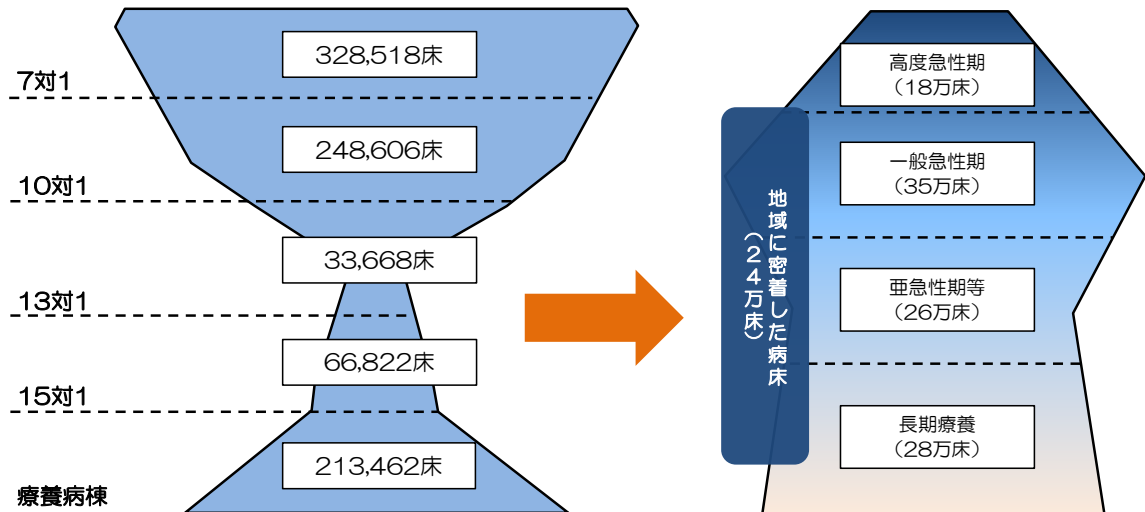 328,518床
7対1
248,606床
10対1
33,668床
13対1
66,822床
15対1
213,462床
療養病棟
高度急性期
(18万床)
一般急性期
(35万床)
亜急性期等
(26万床)
長期療養
(28万床)
地域に密着した病床
(24万床)